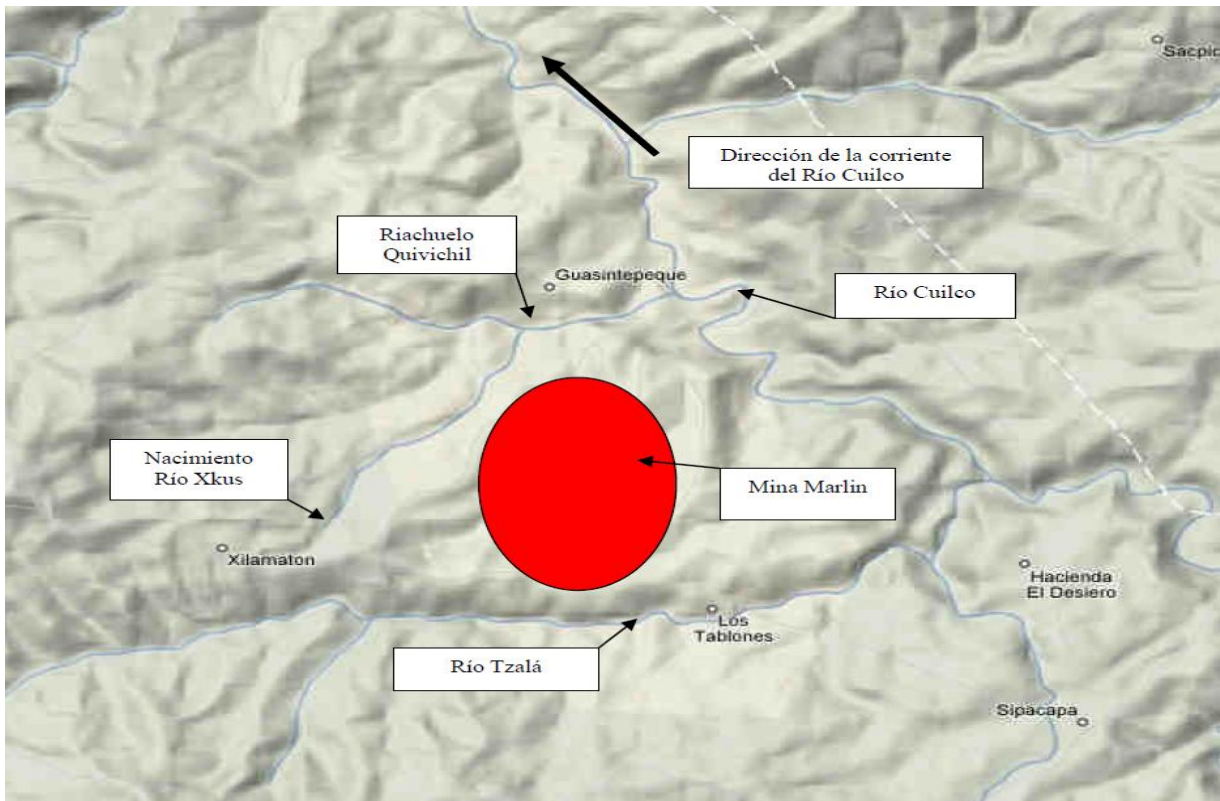 Sacpic
Dirección de la corriente
del Río Cuilco
Riachuelo
Quivichil
Guasintepeque
Río Cuilco
Nacimiento
Río Xkus
Mina Marlin
Xilamaton
Hacienda
El Desiero
Los
Tablones
Río Tzalá
Sipacapa